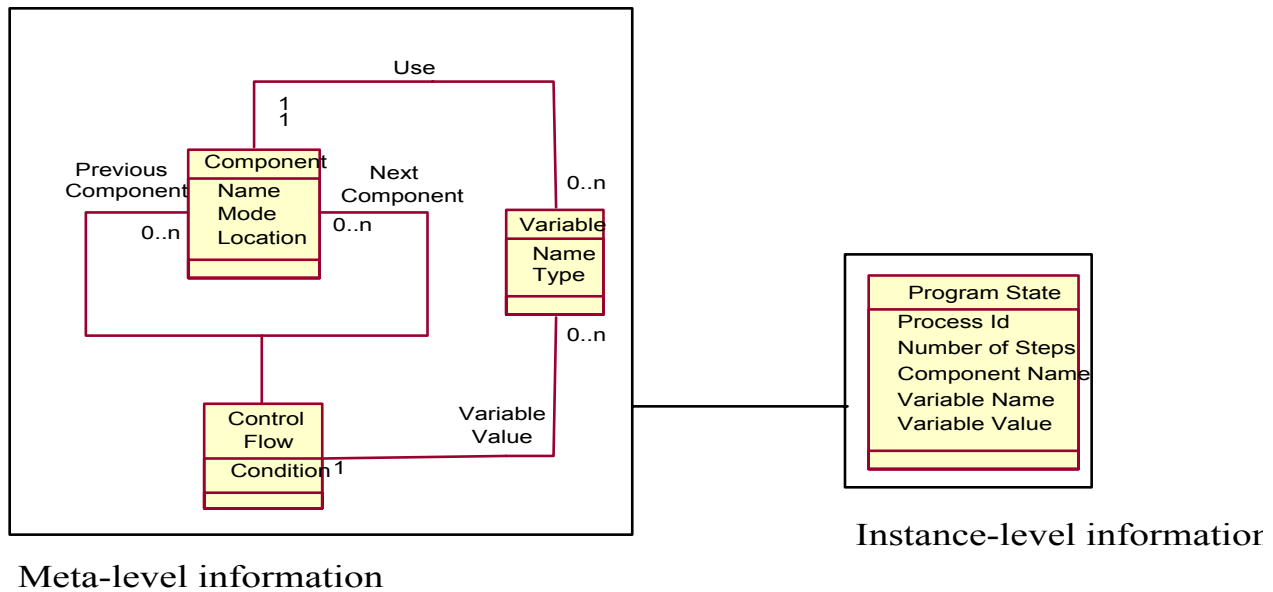 Use
1
1
Component
Name
Mode
Location
Previous
Component
0..n
Next
Component
0..n
0..n
Variable
Name
Type
0..n
Control
Flow
Condition
1
Variable
Value
Program State
Process Id
Number of Steps
Component Name
Variable Name
Variable Value
Instance-level information
Meta-level information